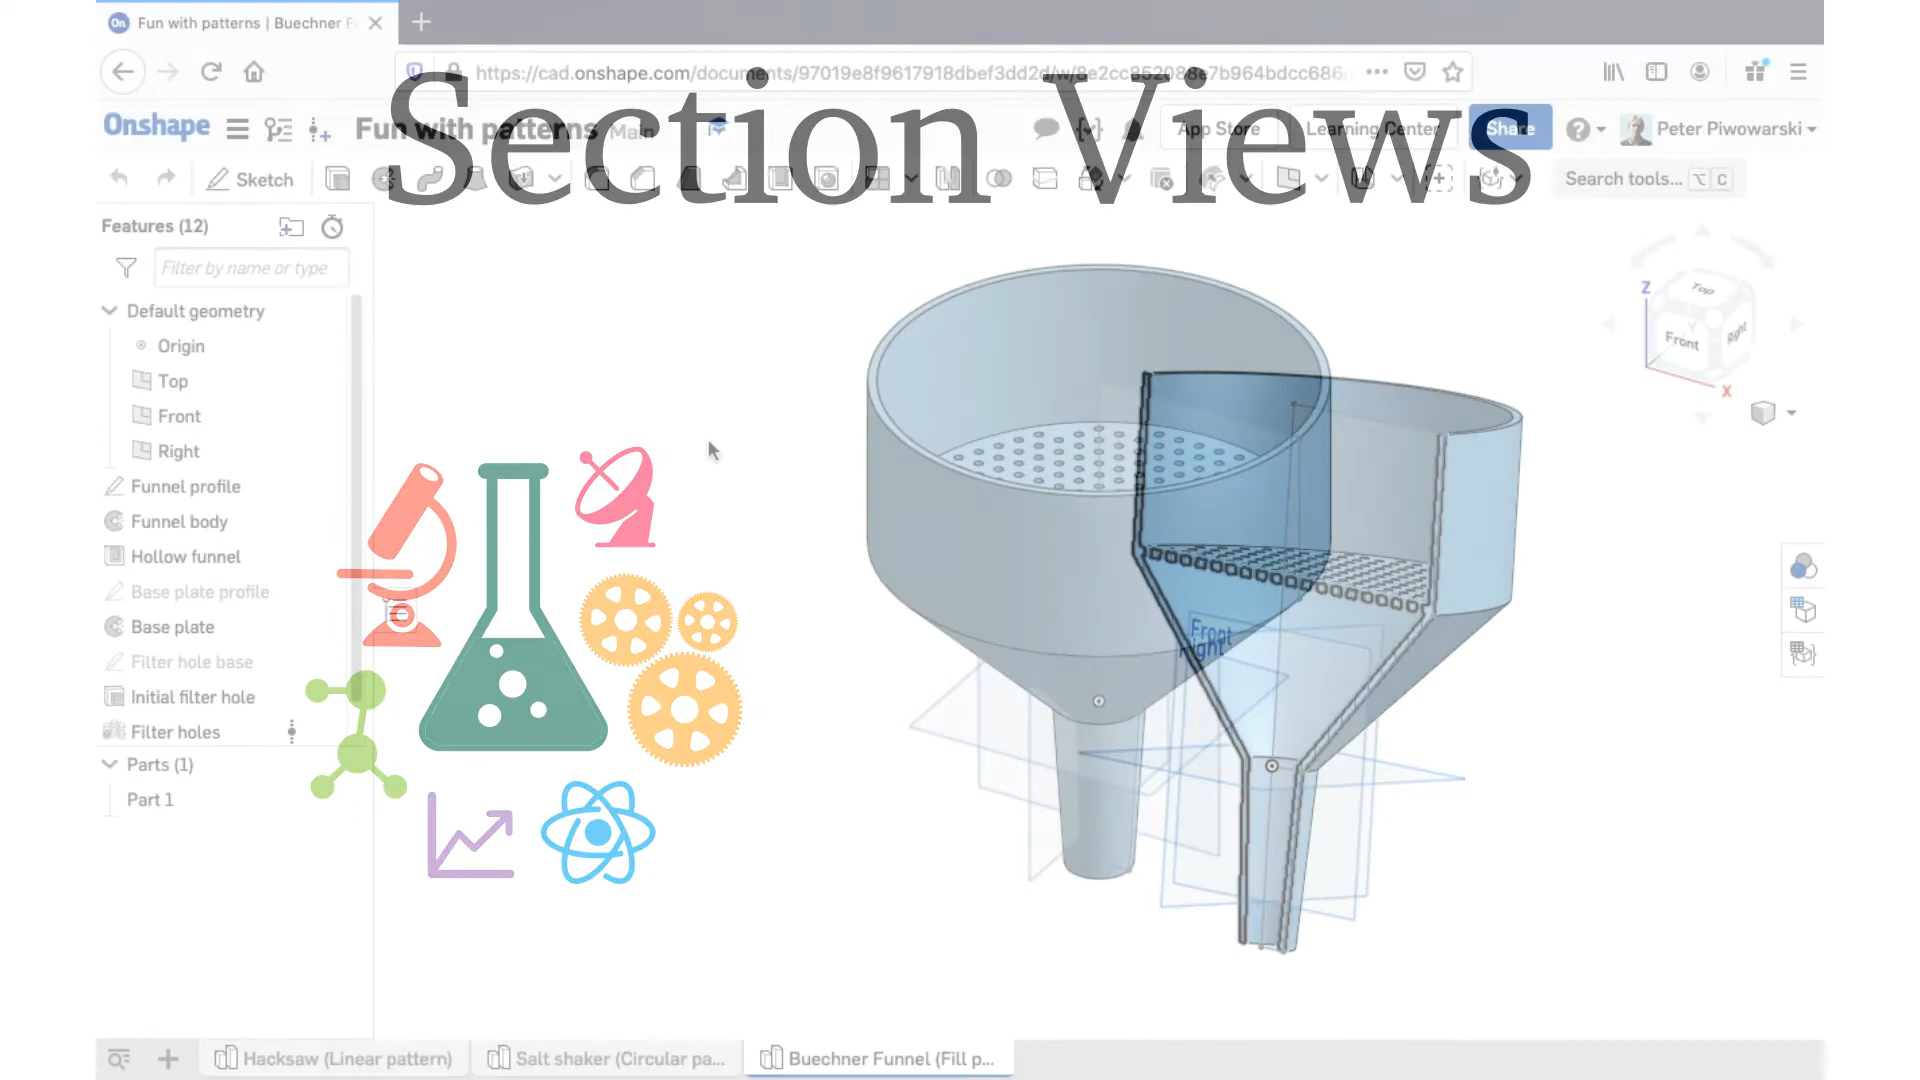 On Fun with patterns | Buechner F
https://cad.onshape.com/documents/97019e8f9617918dbef3dd2d/w/8e2cc852088e7b964bdcc686/
Section Views
Onshape Fun with patterns Main App Store Learning Center Share Peter Piwowarski
Sketch Search tools... ⌥ C
Features (12)
Filter by name or type
Default geometry
Origin
Top
Front
Right
Funnel profile
Funnel body
Hollow funnel
Base plate profile
Base plate
Filter hole base
Initial filter hole
Filter holes
Parts (1)
Part 1
Z
Top
Front
Right
X
Front
Right
Hacksaw (Linear pattern) Salt shaker (Circular pa... Buechner Funnel (Fill p...